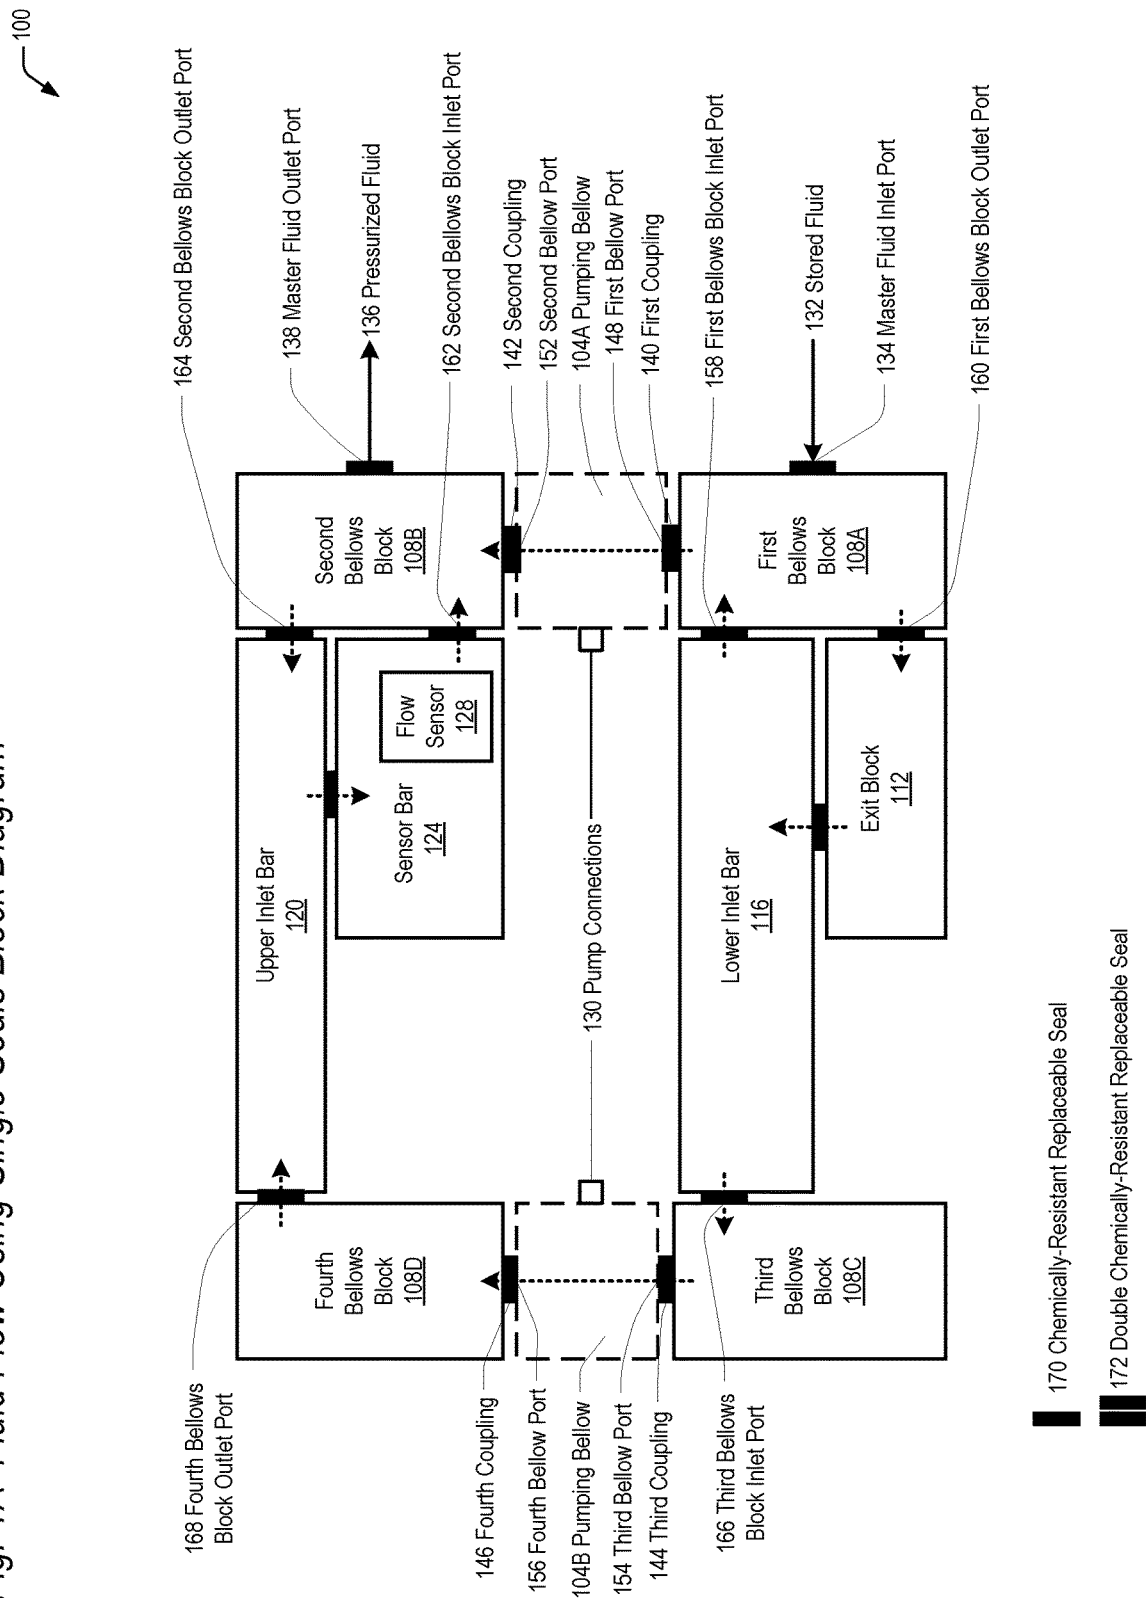 100
164 Second Bellows Block Outlet Port
138 Master Fluid Outlet Port
136 Pressurized Fluid
162 Second Bellows Block Inlet Port
142 Second Coupling
152 Second Bellow Port
104A Pumping Bellow
148 First Bellow Port
140 First Coupling
158 First Bellows Block Inlet Port
132 Stored Fluid
134 Master Fluid Inlet Port
160 First Bellows Block Outlet Port
Second
Bellows
Block
108B
First
Bellows
Block
108A
Upper Inlet Bar
120
Sensor Bar
124
Flow
Sensor
128
130 Pump Connections
Lower Inlet Bar
116
Exit Block
112
Fourth
Bellows
Block
108D
Third
Bellows
Block
108C
168 Fourth Bellows
Block Outlet Port
146 Fourth Coupling
156 Fourth Bellow Port
104B Pumping Bellow
154 Third Bellow Port
144 Third Coupling
166 Third Bellows
Block Inlet Port
170 Chemically-Resistant Replaceable Seal
172 Double Chemically-Resistant Replaceable Seal